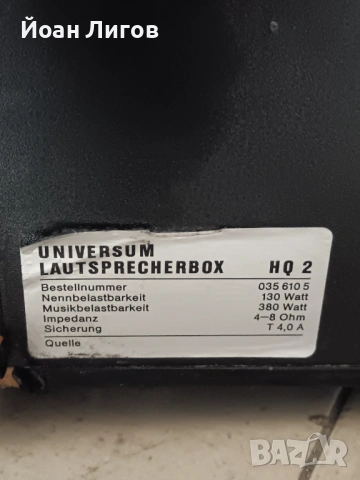 Йоан Лигов
UNIVERSUM
LAUTSPRECHERBOX HQ 2
Bestellnummer 035 610 5
Nennbelastbarkeit 130 Watt
Musikbelastbarkeit 380 Watt
Impedanz 4–8 Ohm
Sicherung T 4,0 A
Quelle
BAZAR